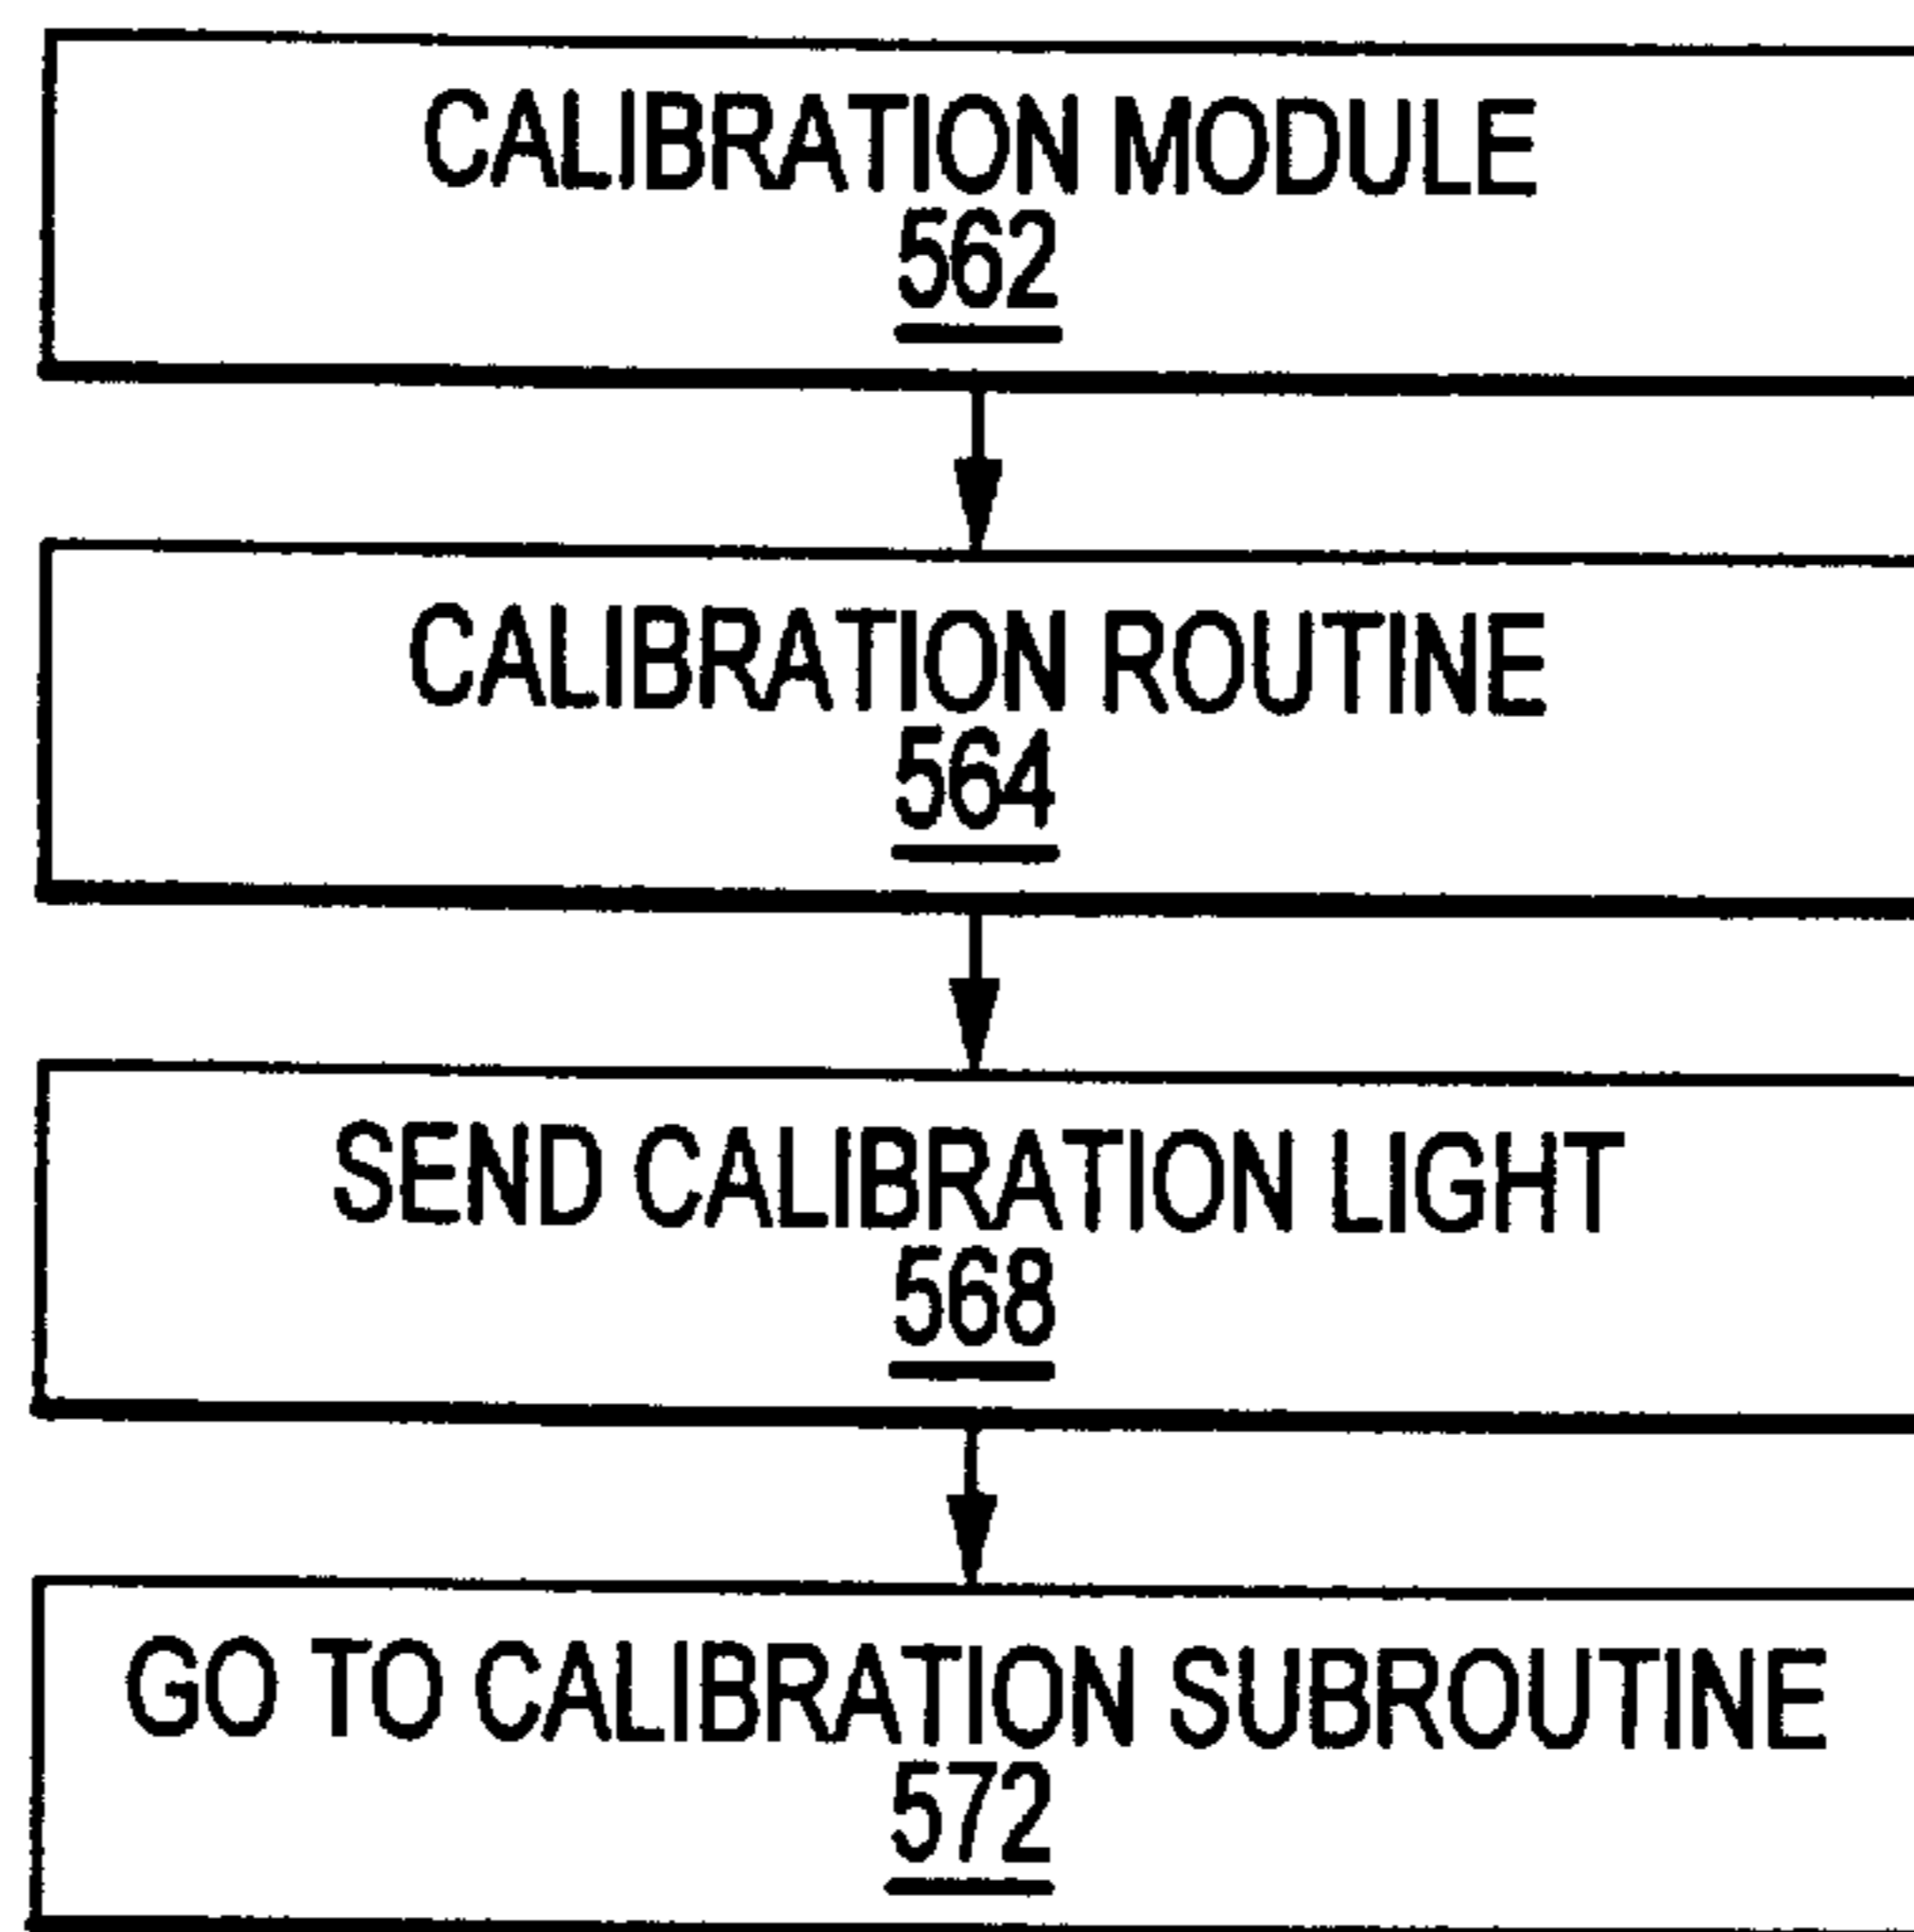 CALIBRATION MODULE
562
CALIBRATION ROUTINE
564
SEND CALIBRATION LIGHT
568
GO TO CALIBRATION SUBROUTINE
572